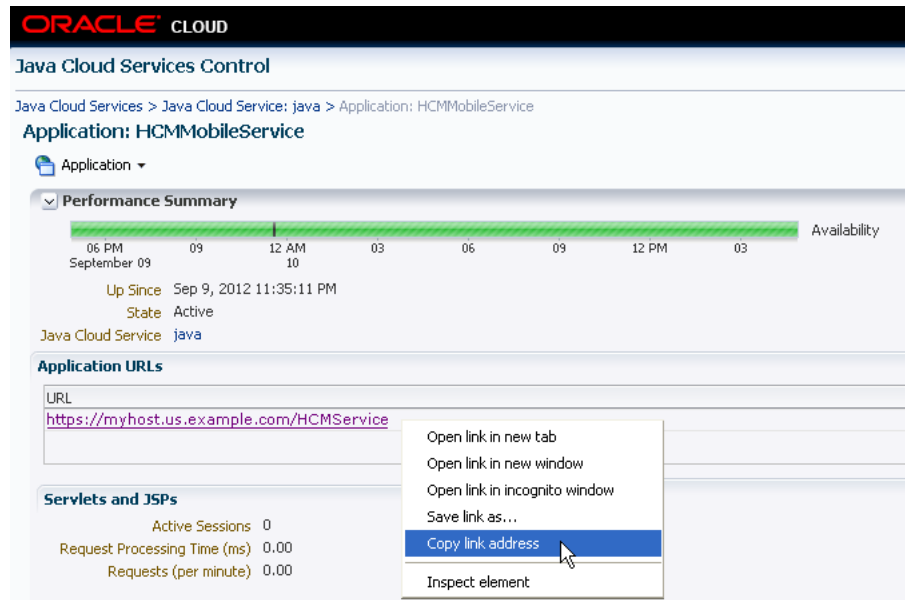 ORACLE CLOUD
Java Cloud Services Control
Java Cloud Services > Java Cloud Service: java > Application: HCMMobileService
Application: HCMMobileService
Application
Performance Summary
Availability
06 PM 09 12 AM 03 06 09 12 PM 03
September 09 10
Up Since Sep 9, 2012 11:35:11 PM
State Active
Java Cloud Service java
Application URLs
URL
https://myhost.us.example.com/HCMService
Open link in new tab
Open link in new window
Open link in incognito window
Save link as...
Copy link address
Inspect element
Servlets and JSPs
Active Sessions 0
Request Processing Time (ms) 0.00
Requests (per minute) 0.00